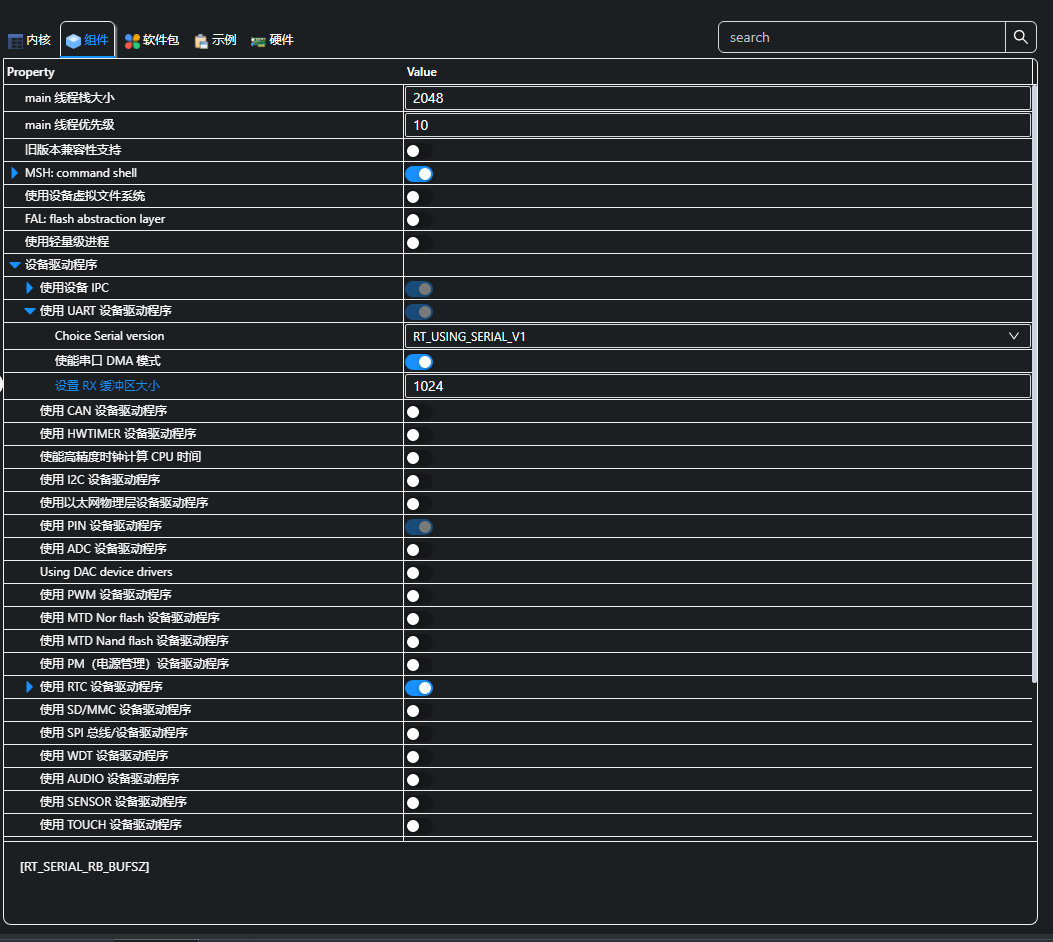 内核 组件 软件包 示例 硬件 search
Property Value
main 线程栈大小 2048
main 线程优先级 10
旧版本兼容性支持
MSH: command shell
使用设备虚拟文件系统
FAL: flash abstraction layer
使用轻量级进程
设备驱动程序
使用设备 IPC
使用 UART 设备驱动程序
Choice Serial version RT_USING_SERIAL_V1
使能串口 DMA 模式
设置 RX 缓冲区大小 1024
使用 CAN 设备驱动程序
使用 HWTIMER 设备驱动程序
使能高精度时钟计算 CPU 时间
使用 I2C 设备驱动程序
使用以太网物理层设备驱动程序
使用 PIN 设备驱动程序
使用 ADC 设备驱动程序
Using DAC device drivers
使用 PWM 设备驱动程序
使用 MTD Nor flash 设备驱动程序
使用 MTD Nand flash 设备驱动程序
使用 PM（电源管理）设备驱动程序
使用 RTC 设备驱动程序
使用 SD/MMC 设备驱动程序
使用 SPI 总线/设备驱动程序
使用 WDT 设备驱动程序
使用 AUDIO 设备驱动程序
使用 SENSOR 设备驱动程序
使用 TOUCH 设备驱动程序
[RT_SERIAL_RB_BUFSZ]